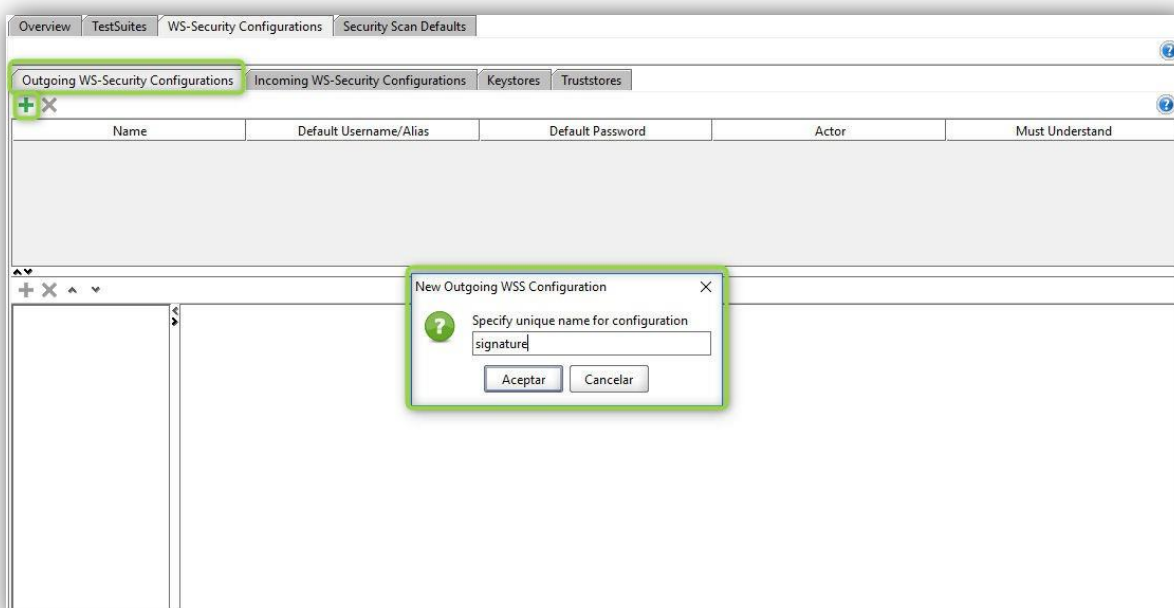 Overview TestSuites WS-Security Configurations Security Scan Defaults
Outgoing WS-Security Configurations Incoming WS-Security Configurations Keystores Truststores
Name Default Username/Alias Default Password Actor Must Understand
New Outgoing WSS Configuration
Specify unique name for configuration
signature
Aceptar Cancelar